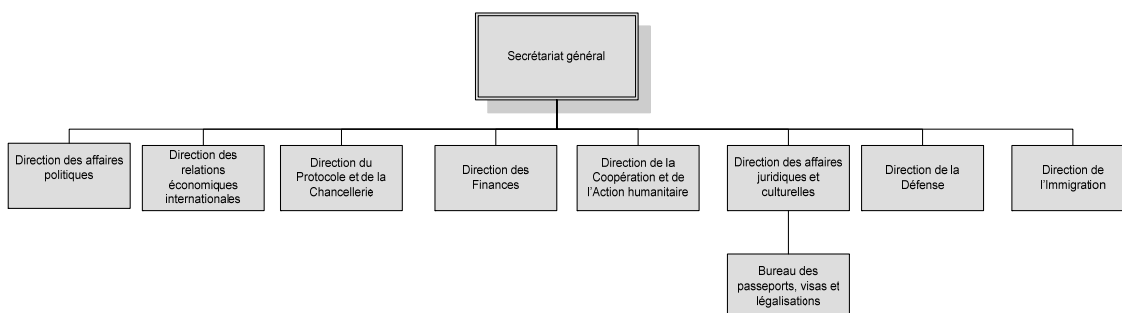 Secrétariat général
Direction des affaires
politiques
Direction des
relations
économiques
internationales
Direction du
Protocole et de la
Chancellerie
Direction des
Finances
Direction de la
Coopération et de
l’Action humanitaire
Direction des affaires
juridiques et
culturelles
Direction de la
Défense
Direction de
l’Immigration
Bureau des
passeports, visas et
légalisations